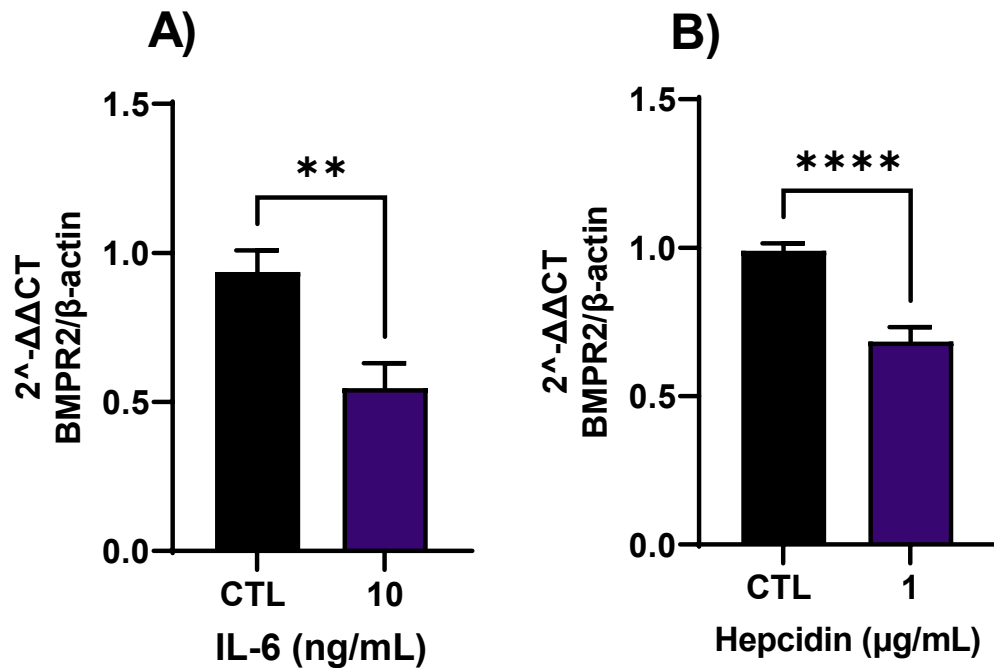 A)
2^-ΔΔCT
BMPR2/β-actin
1.5
1.0
0.5
0.0
**
CTL
10
IL-6 (ng/mL)
B)
2^-ΔΔCT
BMPR2/β-actin
1.5
1.0
0.5
0.0
****
CTL
1
Hepcidin (µg/mL)